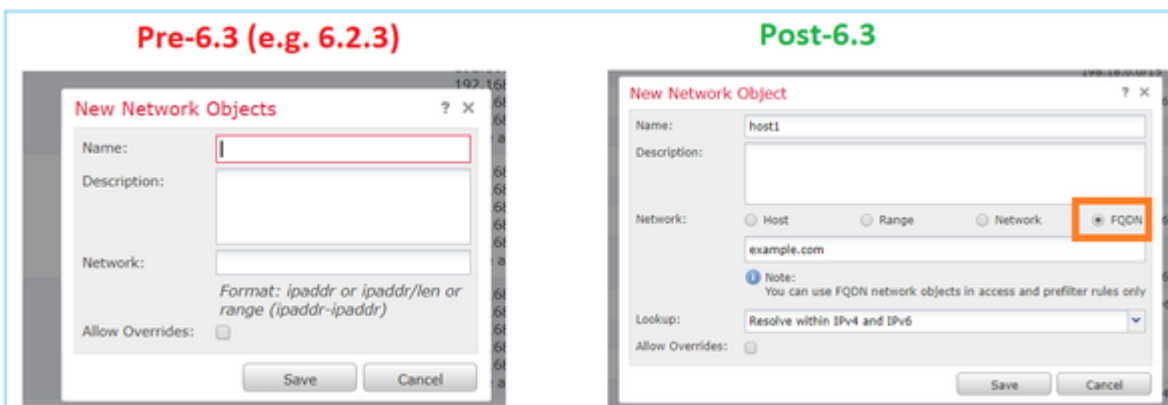 Pre-6.3 (e.g. 6.2.3)
New Network Objects
? ×
Name:
Description:
Network:
Format: ipaddr or ipaddr/len or
range (ipaddr-ipaddr)
Allow Overrides:
Save Cancel
Post-6.3
New Network Object
? ×
Name: host1
Description:
Network: Host Range Network FQDN
example.com
Note:
You can use FQDN network objects in access and prefilter rules only
Lookup: Resolve within IPv4 and IPv6
Allow Overrides:
Save Cancel